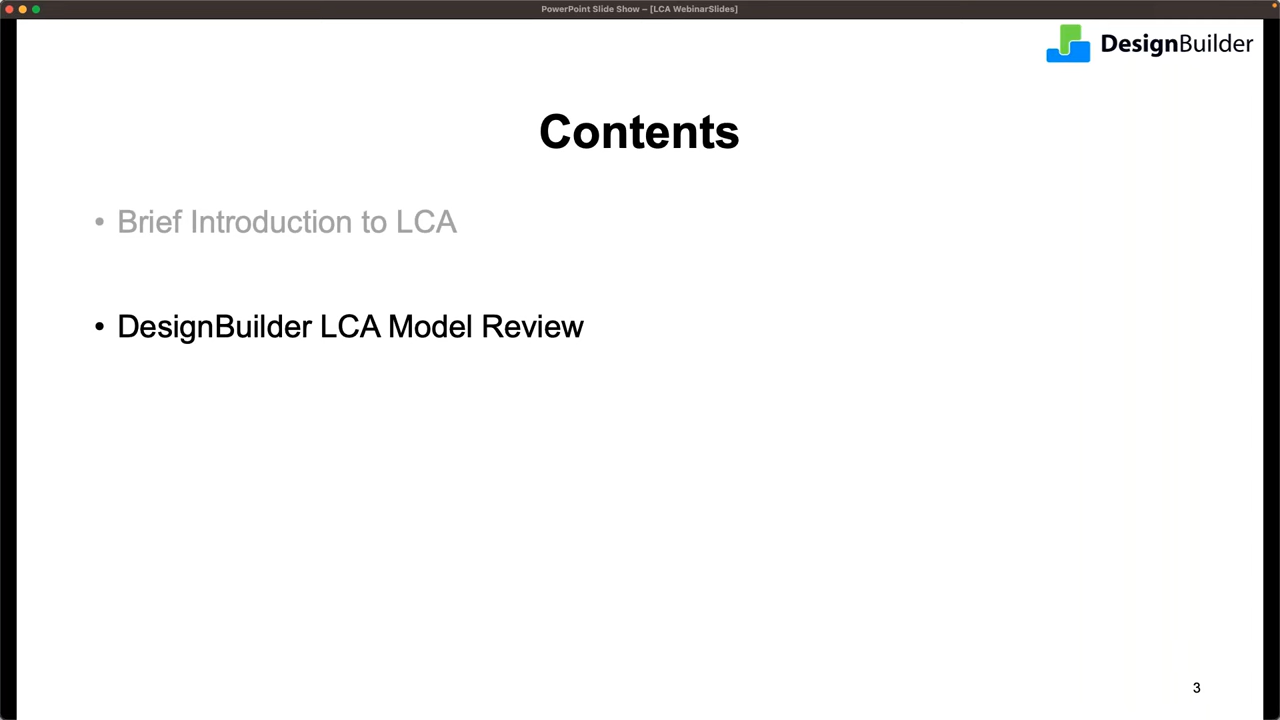 PowerPoint Slide Show – [LCA WebinarSlides]
DesignBuilder
Contents
• Brief Introduction to LCA
• DesignBuilder LCA Model Review
3